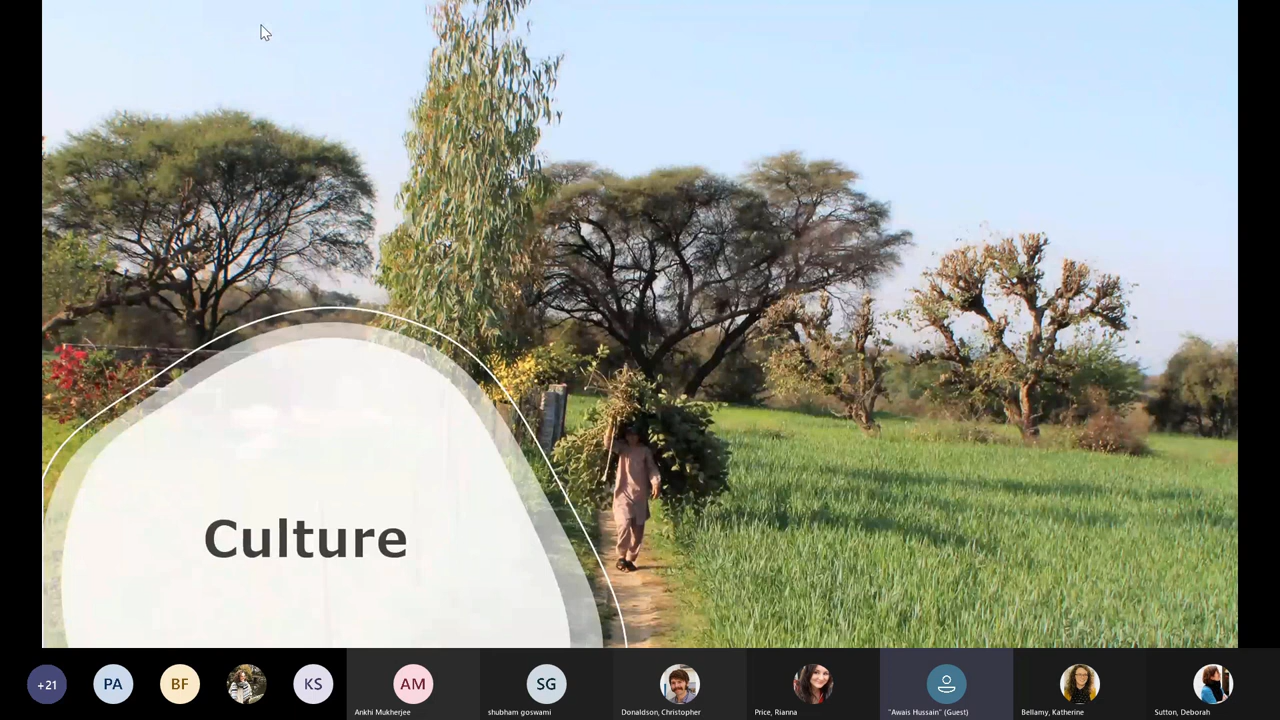 Culture
+21
PA
BF
KS
AM
SG
Ankhi Mukherjee
shubham goswami
Donaldson, Christopher
Price, Rianna
"Awais Hussain" (Guest)
Bellamy, Katherine
Sutton, Deborah